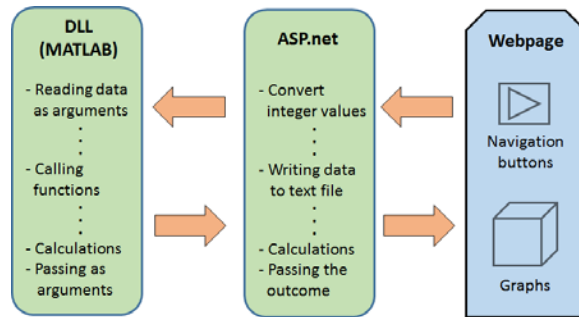 DLL
(MATLAB)
- Reading data
as arguments
- Calling
functions
- Calculations
- Passing as
arguments
ASP.net
- Convert
integer values
- Writing data
to text file
- Calculations
- Passing the
outcome
Webpage
Navigation
buttons
Graphs